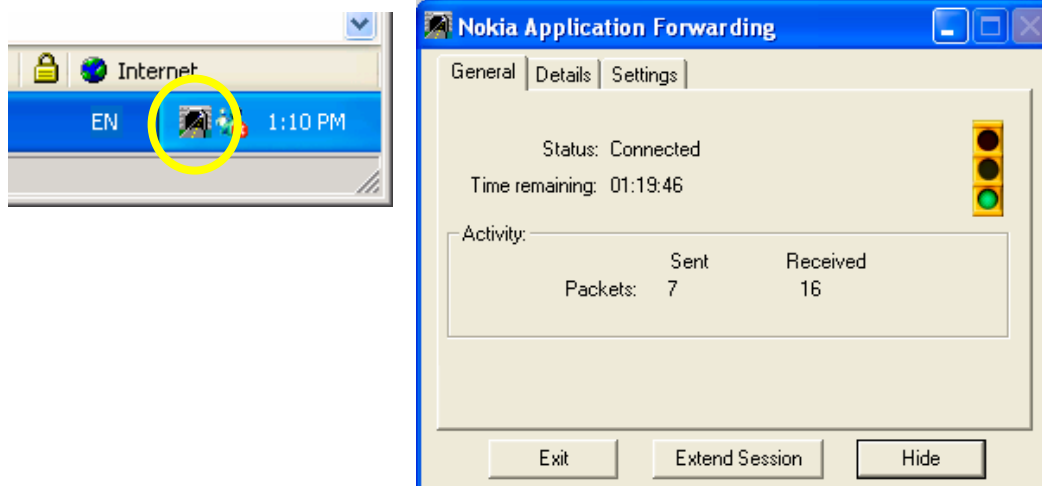 Internet
EN 1:10 PM
Nokia Application Forwarding
General Details Settings
Status: Connected
Time remaining: 01:19:46
Activity:
Sent Received
Packets: 7 16
Exit Extend Session Hide